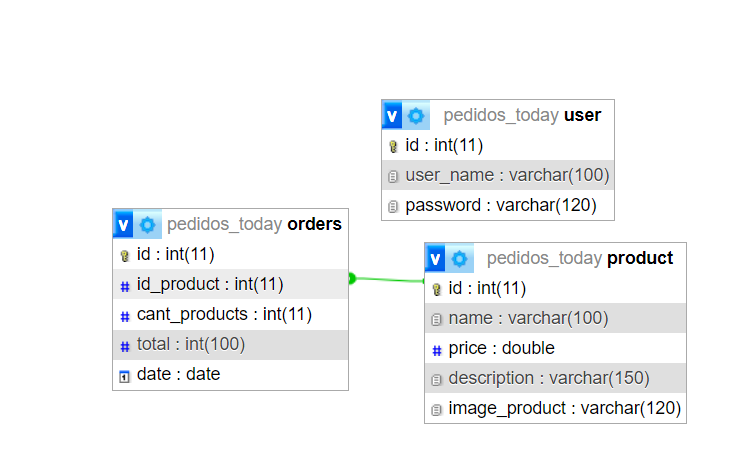 pedidos_today user
id : int(11)
user_name : varchar(100)
password : varchar(120)
pedidos_today orders
id : int(11)
id_product : int(11)
cant_products : int(11)
total : int(100)
date : date
pedidos_today product
id : int(11)
name : varchar(100)
price : double
description : varchar(150)
image_product : varchar(120)